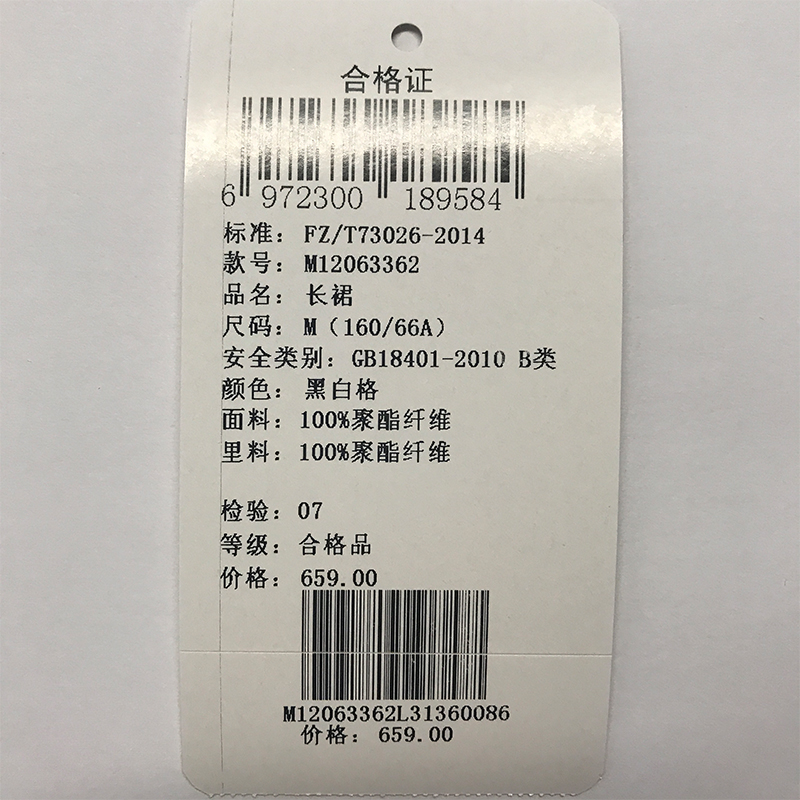 合格证
6 972300 189584
标准：FZ/T73026-2014
款号：M12063362
品名：长裙
尺码：M（160/66A）
安全类别：GB18401-2010 B类
颜色：黑白格
面料：100%聚酯纤维
里料：100%聚酯纤维
检验：07
等级：合格品
价格：659.00
M12063362L31360086
价格：659.00